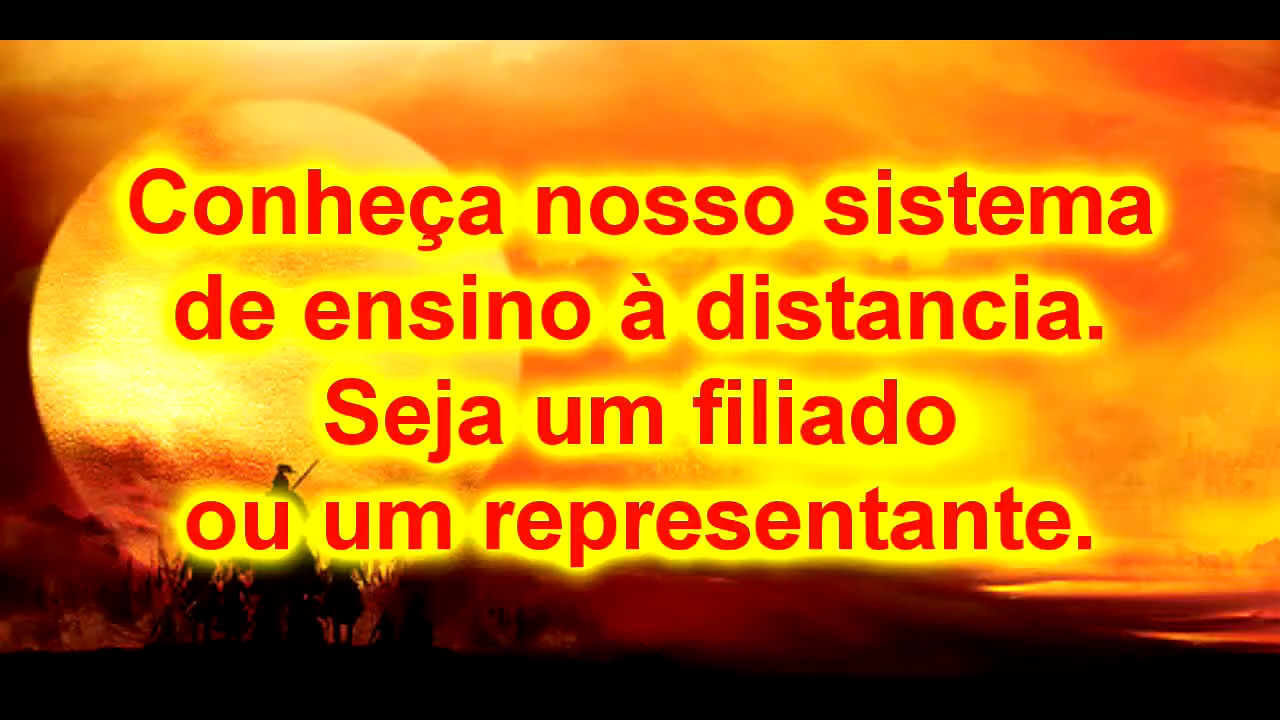 Conheça nosso sistema
de ensino à distancia.
Seja um filiado
ou um representante.